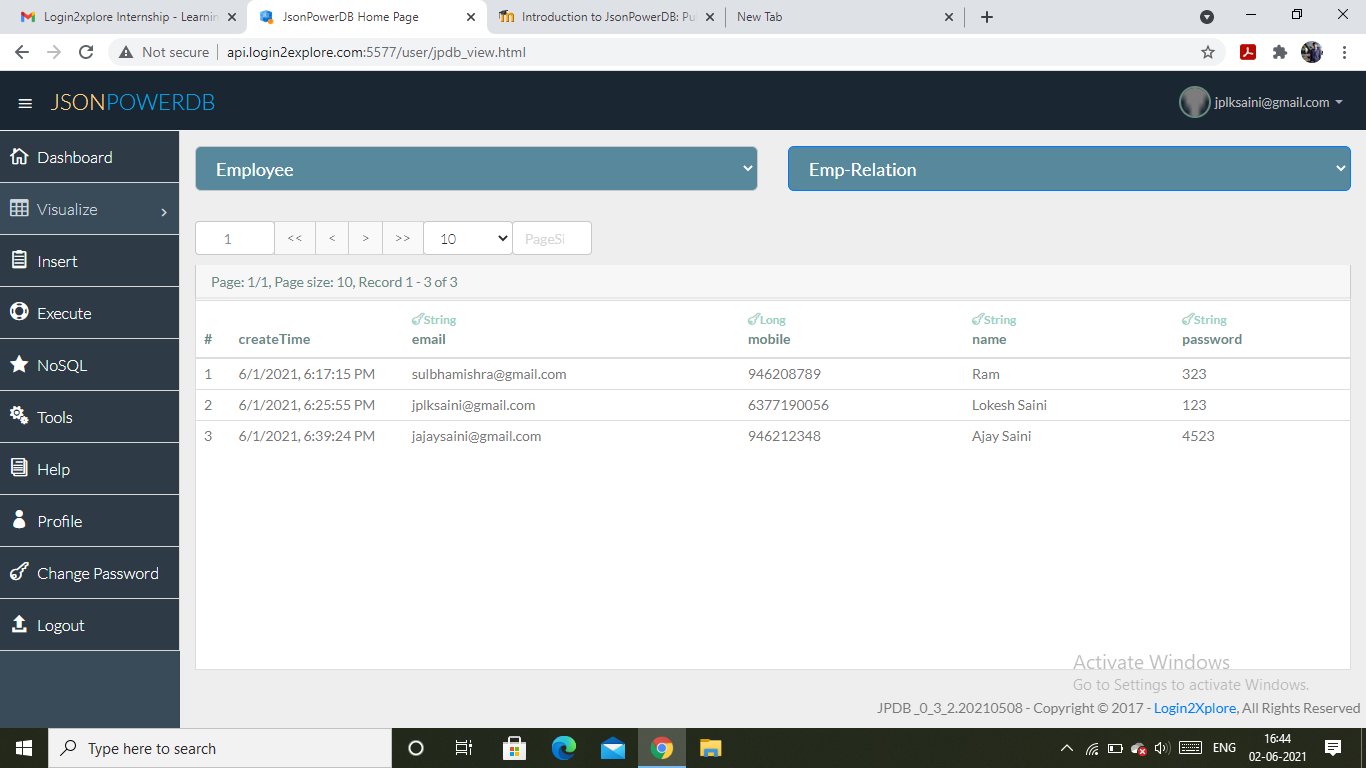 Login2xplore Internship - Learnin
JsonPowerDB Home Page
Introduction to JsonPowerDB: Pu
New Tab
Not secure | api.login2explore.com:5577/user/jpdb_view.html
JSONPOWERDB
jplksaini@gmail.com
Dashboard
Visualize
Insert
Execute
NoSQL
Tools
Help
Profile
Change Password
Logout
Employee
Emp-Relation
1 << < > >> 10 PageSi
Page: 1/1, Page size: 10, Record 1 - 3 of 3
String Long String String
# createTime email mobile name password
1 6/1/2021, 6:17:15 PM sulbhamishra@gmail.com 946208789 Ram 323
2 6/1/2021, 6:25:55 PM jplksaini@gmail.com 6377190056 Lokesh Saini 123
3 6/1/2021, 6:39:24 PM jajaysaini@gmail.com 946212348 Ajay Saini 4523
Activate Windows
Go to Settings to activate Windows.
JPDB_0_3_2.20210508 - Copyright © 2017 - Login2Xplore, All Rights Reserved
Type here to search
ENG
16:44
02-06-2021